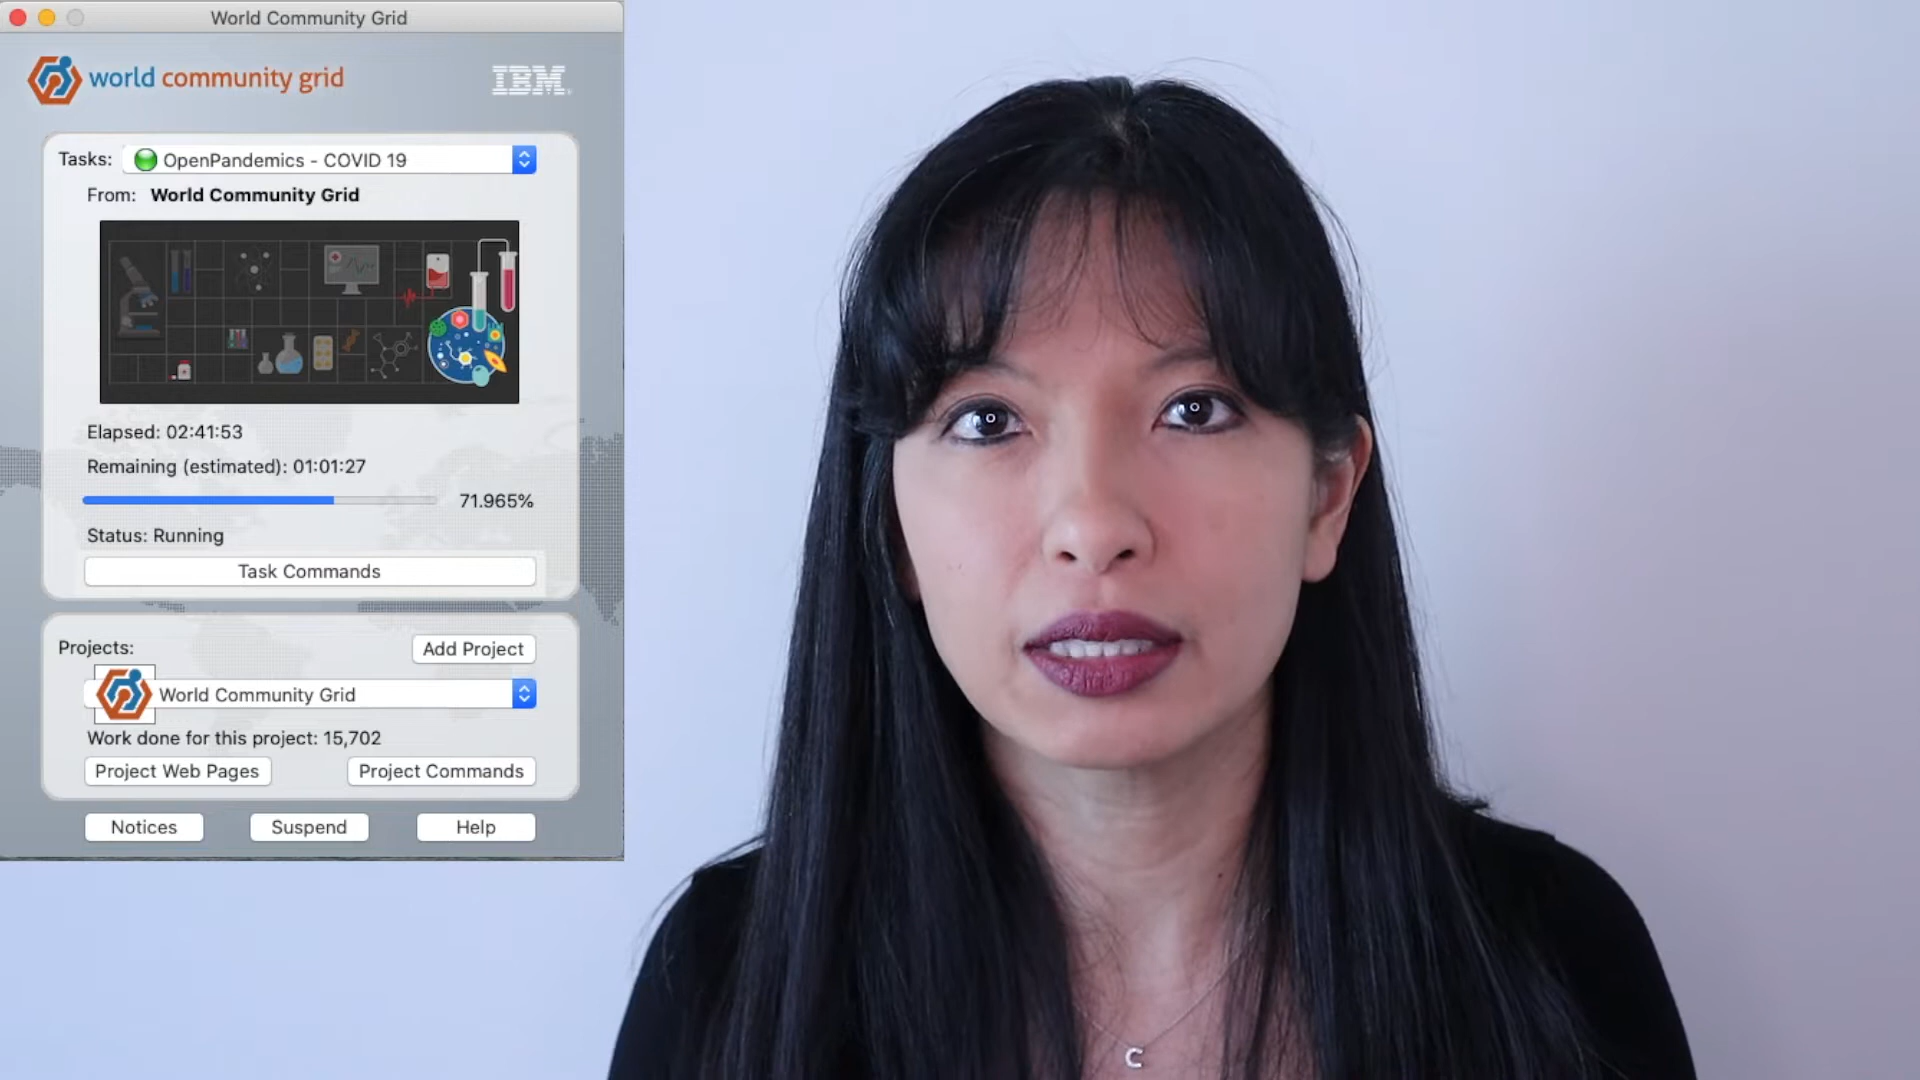 World Community Grid
world community grid
IBM
Tasks: OpenPandemics - COVID 19
From: World Community Grid
Elapsed: 02:41:53
Remaining (estimated): 01:01:27
71.965%
Status: Running
Task Commands
Projects: Add Project
World Community Grid
Work done for this project: 15,702
Project Web Pages Project Commands
Notices Suspend Help
C